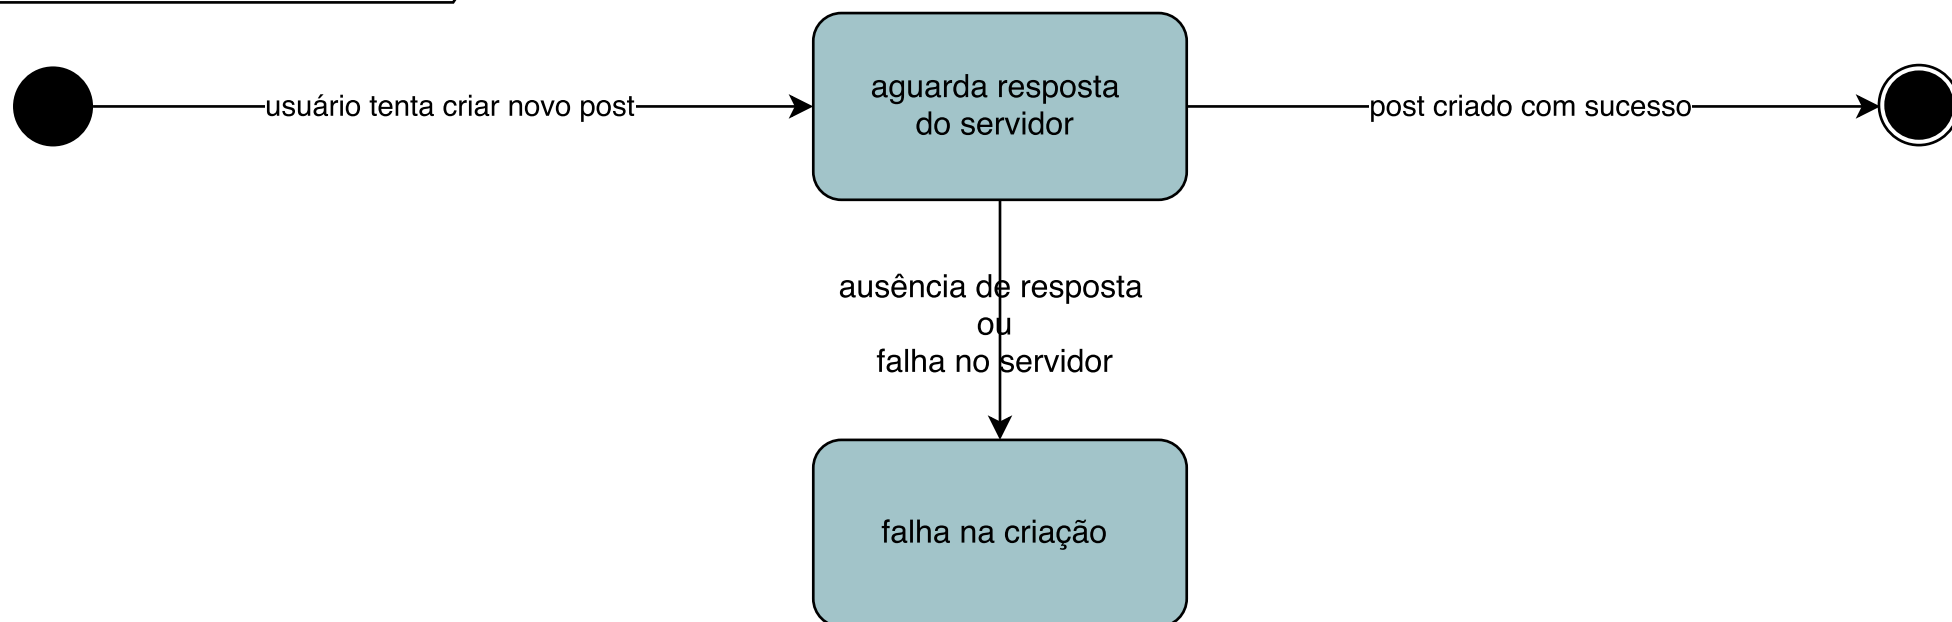 usuário tenta criar novo post
aguarda resposta
do servidor
post criado com sucesso
ausência de resposta
ou
falha no servidor
falha na criação